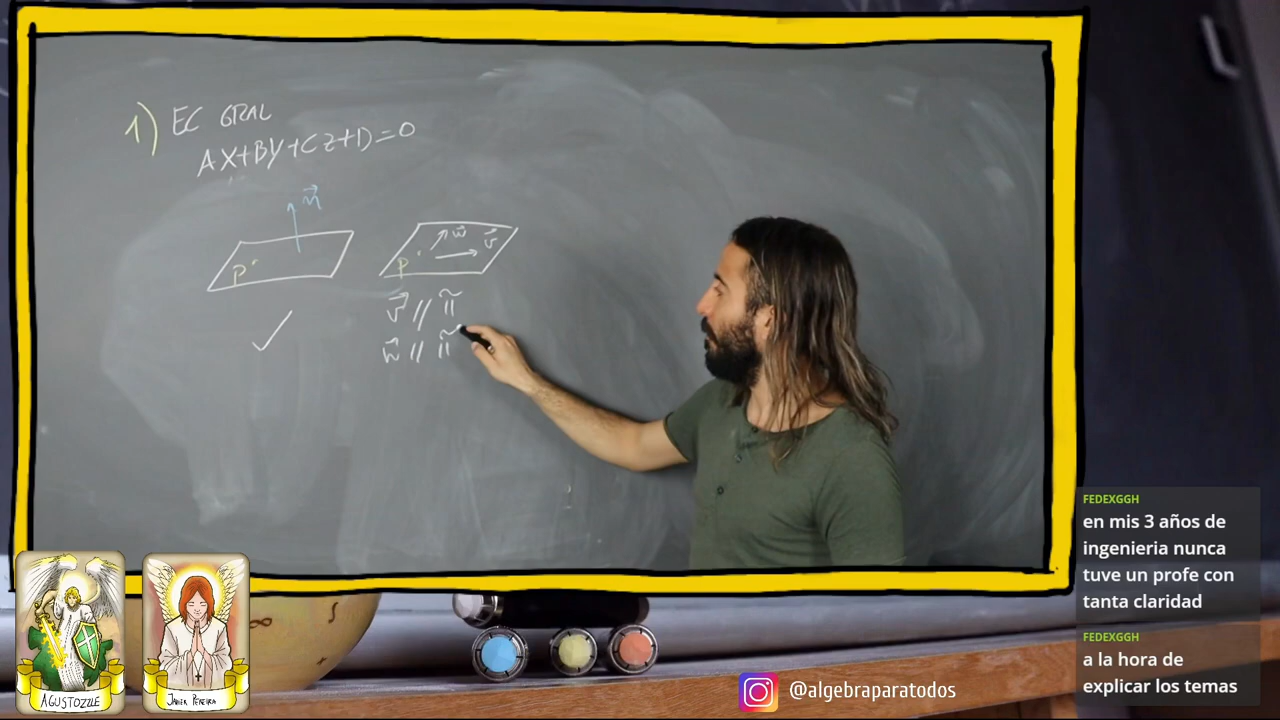 1) EC GRAL
AX+BY+CZ+D=0
n⃗
P
w⃗
v⃗
P
v⃗ // π̃
w⃗ // π̃
FEDEXGGH
en mis 3 años de
ingenieria nunca
tuve un profe con
tanta claridad
FEDEXGGH
a la hora de
explicar los temas
AGUSTOZZLE
JAVIER PEREIRA
@algebraparatodos